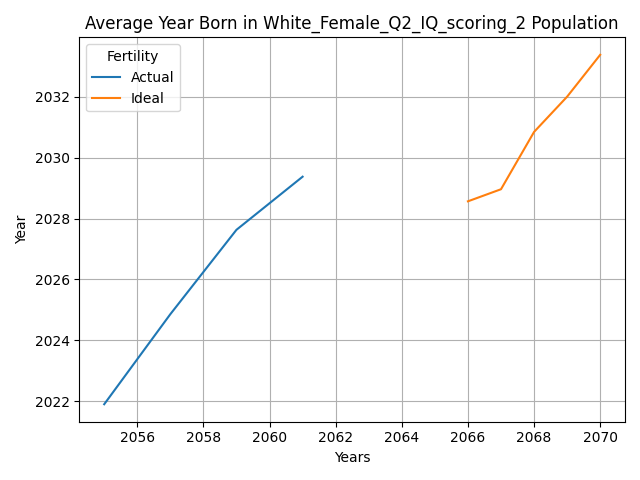 Average Year Born in White_Female_Q2_IQ_scoring_2 Population
Fertility
Actual
Ideal
2032
2030
2028
2026
2024
2022
Year
2056 2058 2060 2062 2064 2066 2068 2070
Years